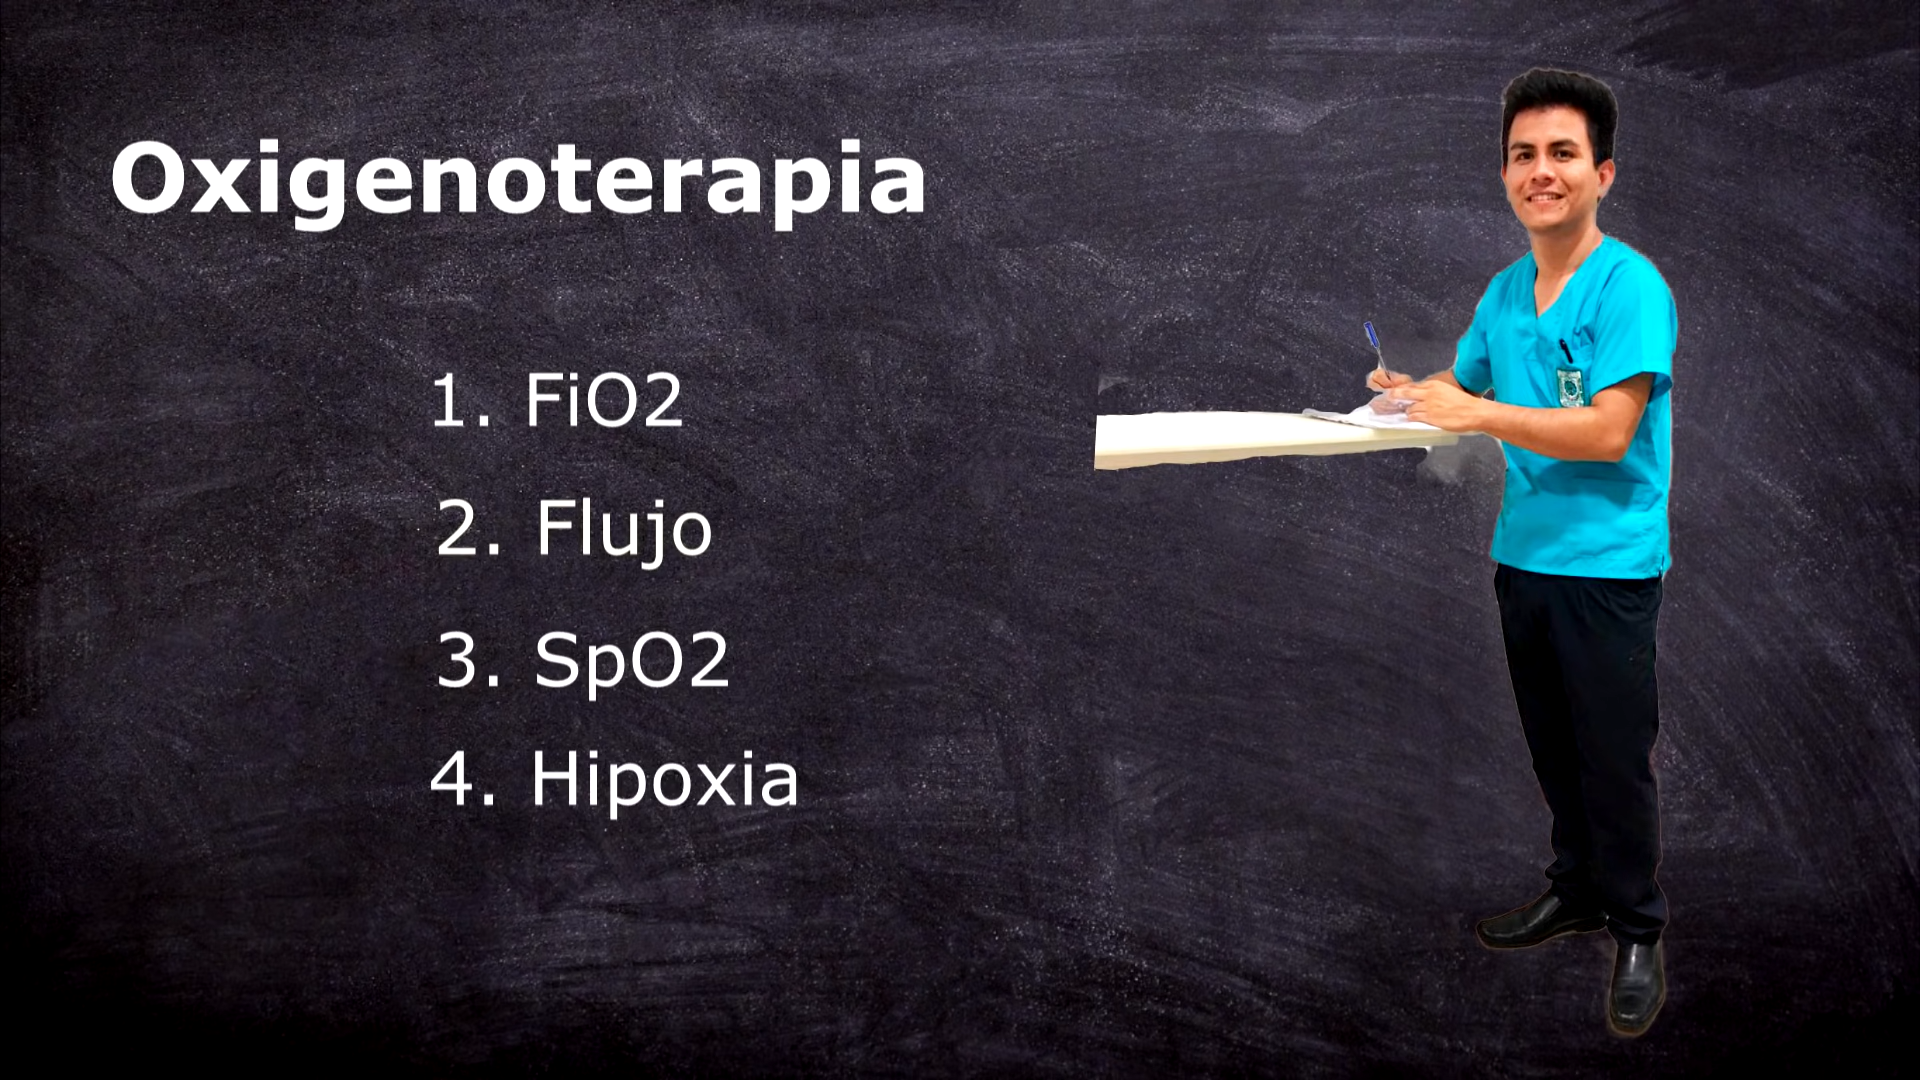 Oxigenoterapia
1. FiO2
2. Flujo
3. SpO2
4. Hipoxia